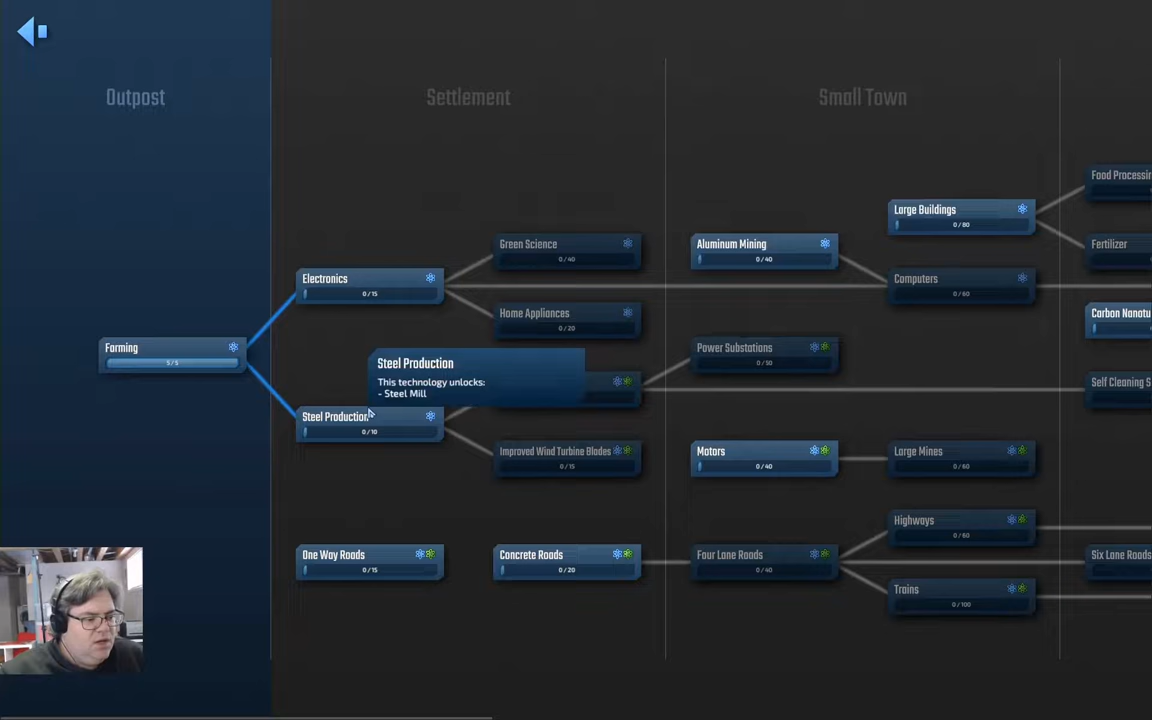 Outpost
Settlement
Small Town
Food Processin
Large Buildings
0/80
Green Science
0/40
Aluminum Mining
0/40
Fertilizer
Electronics
0/15
Computers
0/60
Home Appliances
0/20
Carbon Nanotu
Farming
5/5
Power Substations
0/50
Steel Production
This technology unlocks:
- Steel Mill
Self Cleaning S
Steel Production
0/10
Improved Wind Turbine Blades
0/15
Motors
0/40
Large Mines
0/60
Highways
0/60
One Way Roads
0/15
Concrete Roads
0/20
Four Lane Roads
0/40
Six Lane Roads
Trains
0/100